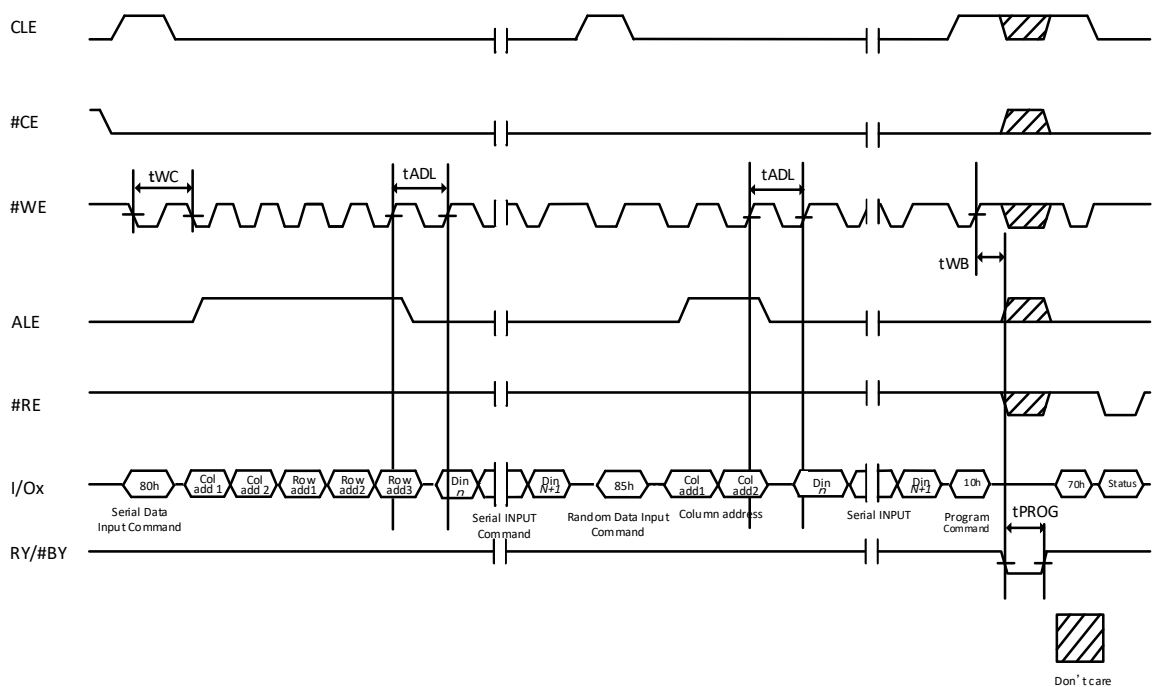 CLE
#CE
tWC
tADL
tADL
#WE
tWB
ALE
#RE
I/Ox
80h
Col
add 1
Col
add 2
Row
add1
Row
add2
Row
add3
Din
n
Din
N+1
85h
Col
add1
Col
add2
Din
n
Din
N+1
10h
70h
Status
Serial Data
Input Command
Serial INPUT
Command
Random Data Input
Command
Column address
Serial INPUT
Program
Command
tPROG
RY/#BY
Don't care